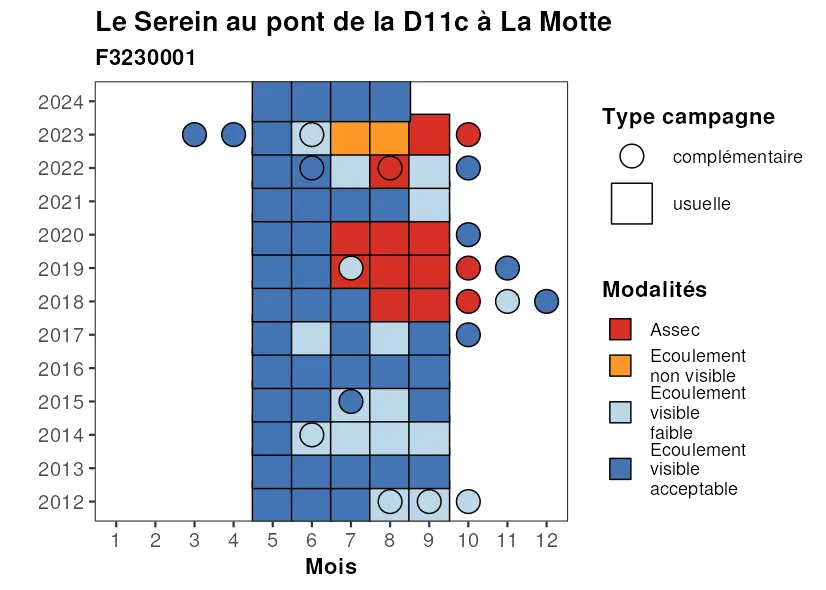 Le Serein au pont de la D11c à La Motte
F3230001
2024
2023
2022
2021
2020
2019
2018
2017
2016
2015
2014
2013
2012
1 2 3 4 5 6 7 8 9 10 11 12
Mois
Type campagne
complémentaire
usuelle
Modalités
Assec
Ecoulement
non visible
Ecoulement
visible
faible
Ecoulement
visible
acceptable